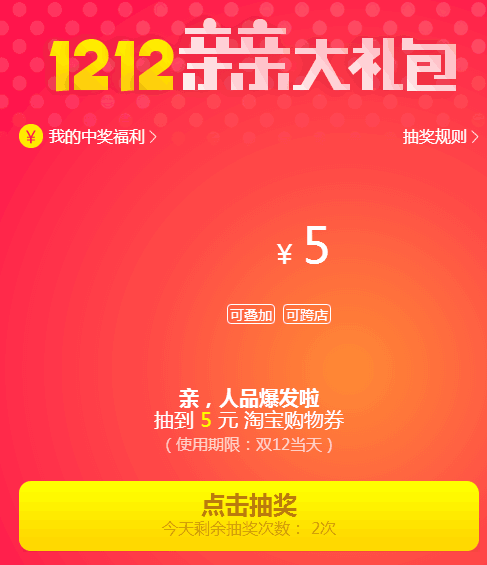 1212亲亲大礼包
¥ 我的中奖福利 >
抽奖规则 >
¥ 5
可叠加 可跨店
亲，人品爆发啦
抽到 5 元 淘宝购物券
（使用期限：双12当天）
点击抽奖
今天剩余抽奖次数： 2次